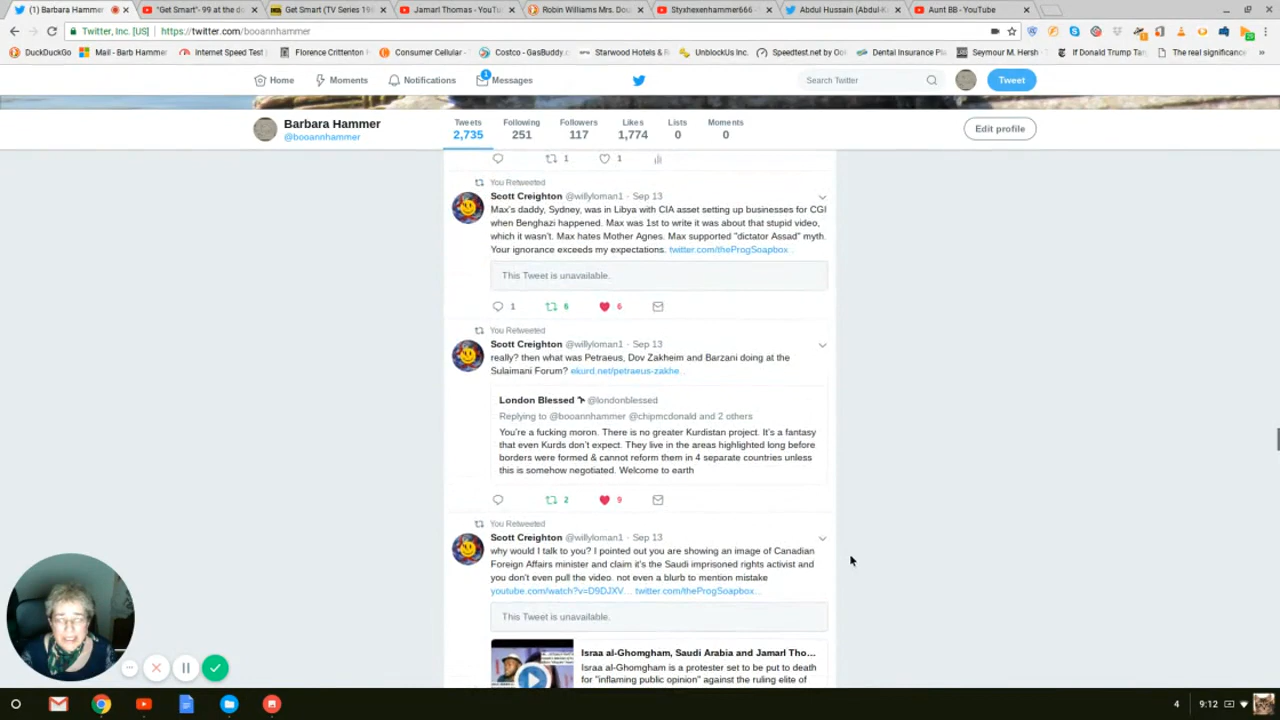 (1) Barbara Hammer
"Get Smart"- 99 at the do
Get Smart (TV Series 196
Jamarl Thomas - YouTu
Robin Williams Mrs. Dou
Styxhexenhammer666 -
Abdul Hussain (Abdul-Ku
Aunt BB - YouTube
Twitter, Inc. [US]
https://twitter.com/booannhammer
DuckDuckGo
Mail - Barb Hammer
Internet Speed Test |
Florence Crittenton H
Consumer Cellular -
Costco - GasBuddy.c
Starwood Hotels & R
UnblockUs Inc.
Speedtest.net by Oo
Dental Insurance Pla
Seymour M. Hersh ·
If Donald Trump Targ
The real significance
»
Home
Moments
Notifications
1
Messages
Search Twitter
Tweet
Barbara Hammer
@booannhammer
Tweets
2,735
Following
251
Followers
117
Likes
1,774
Lists
0
Moments
0
Edit profile
1
1
You Retweeted
Scott Creighton @willyloman1 · Sep 13
Max's daddy, Sydney, was in Libya with CIA asset setting up businesses for CGI
when Benghazi happened. Max was 1st to write it was about that stupid video,
which it wasn't. Max hates Mother Agnes. Max supported "dictator Assad" myth.
Your ignorance exceeds my expectations. twitter.com/theProgSoapbox…
This Tweet is unavailable.
1
6
6
You Retweeted
Scott Creighton @willyloman1 · Sep 13
really? then what was Petraeus, Dov Zakheim and Barzani doing at the
Sulaimani Forum? ekurd.net/petraeus-zakhe…
London Blessed @londonblessed
Replying to @booannhammer @chipmcdonald and 2 others
You're a fucking moron. There is no greater Kurdistan project. It's a fantasy
that even Kurds don't expect. They live in the areas highlighted long before
borders were formed & cannot reform them in 4 separate countries unless
this is somehow negotiated. Welcome to earth
2
9
You Retweeted
Scott Creighton @willyloman1 · Sep 13
why would I talk to you? I pointed out you are showing an image of Canadian
Foreign Affairs minister and claim it's the Saudi imprisoned rights activist and
you don't even pull the video. not even a blurb to mention mistake
youtube.com/watch?v=D9DJXV… twitter.com/theProgSoapbox…
This Tweet is unavailable.
Israa al-Ghomgham, Saudi Arabia and Jamarl Tho…
Israa al-Ghomgham is a protester set to be put to death
for "inflaming public opinion" against the ruling elite of
4
9:12